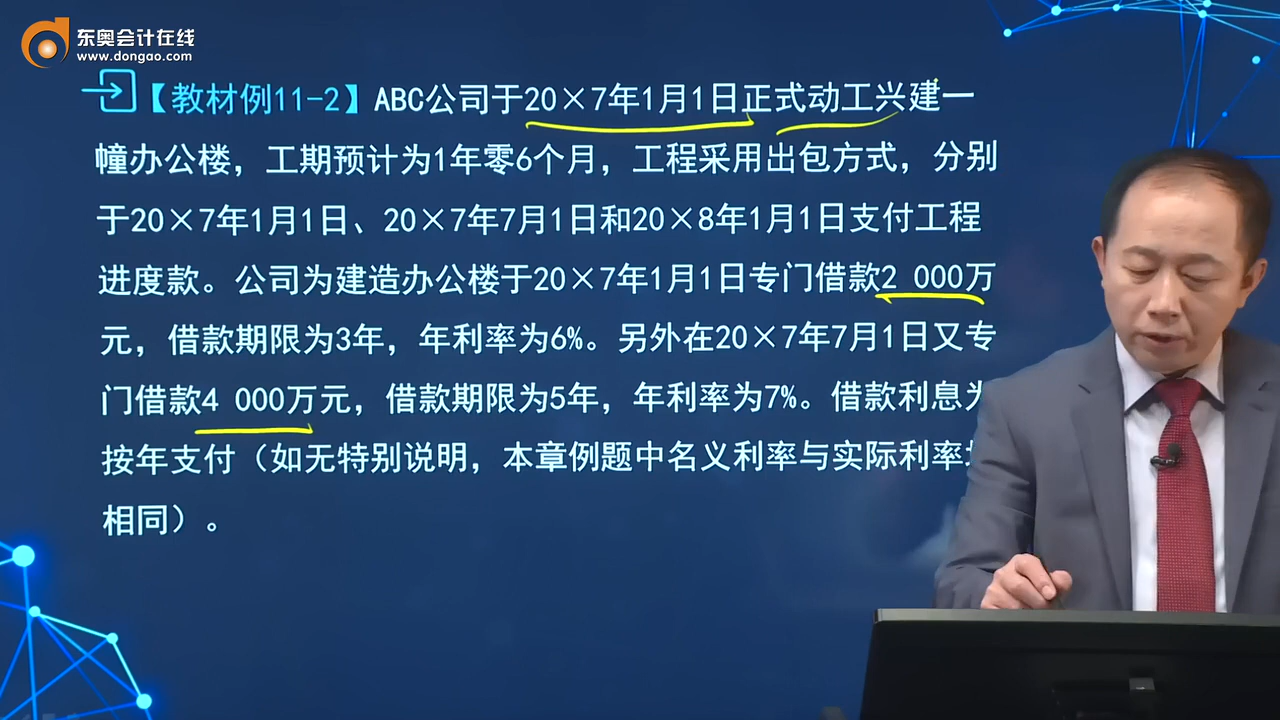 东奥会计在线
www.dongao.com
【教材例11-2】ABC公司于20×7年1月1日正式动工兴建一
幢办公楼，工期预计为1年零6个月，工程采用出包方式，分别
于20×7年1月1日、20×7年7月1日和20×8年1月1日支付工程
进度款。公司为建造办公楼于20×7年1月1日专门借款2 000万
元，借款期限为3年，年利率为6%。另外在20×7年7月1日又专
门借款4 000万元，借款期限为5年，年利率为7%。借款利息为
按年支付（如无特别说明，本章例题中名义利率与实际利率
相同）。